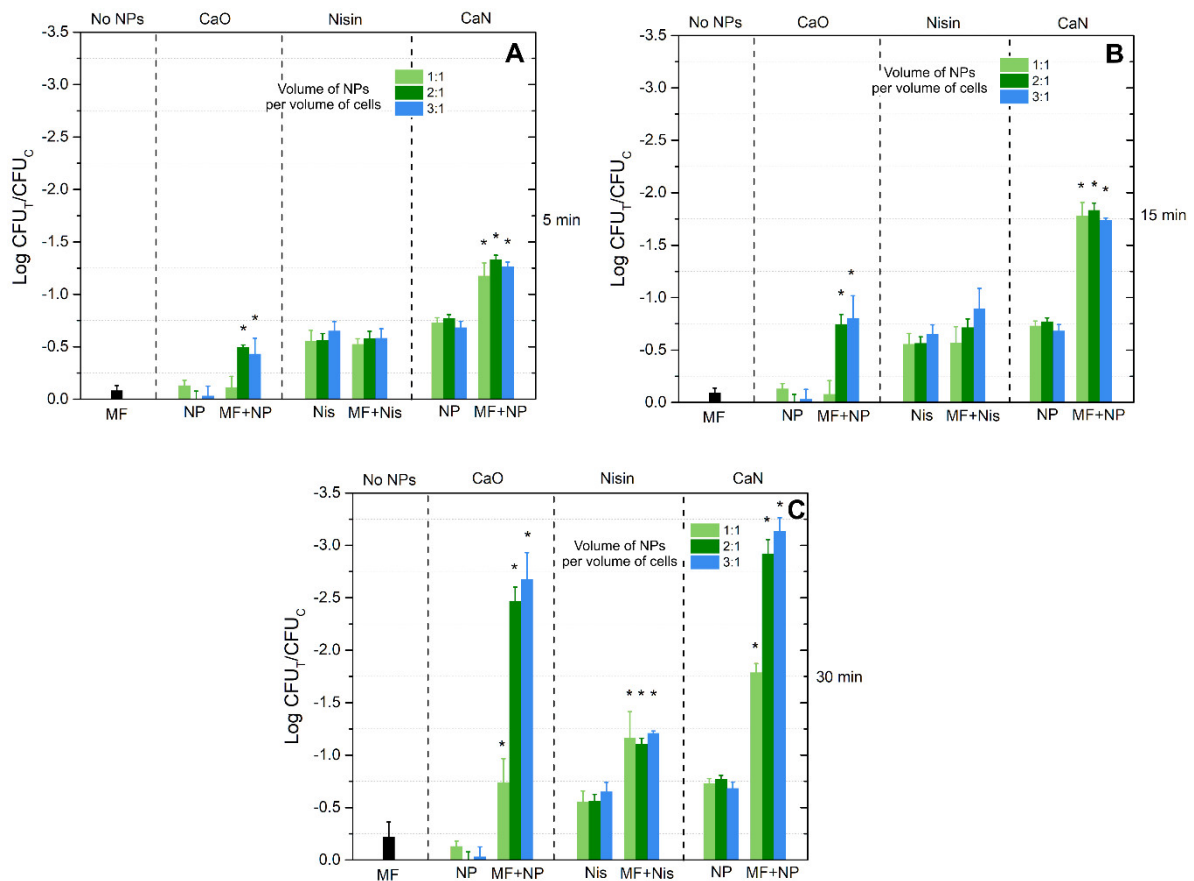 No NPs CaO Nisin CaN
A
-3.5
-3.0
-2.5
-2.0
-1.5
-1.0
-0.5
0.0
Log CFU_T/CFU_C
Volume of NPs
per volume of cells
1:1
2:1
3:1
* * * * *
5 min
MF NP MF+NP Nis MF+Nis NP MF+NP
No NPs CaO Nisin CaN
B
-3.5
-3.0
-2.5
-2.0
-1.5
-1.0
-0.5
0.0
Log CFU_T/CFU_C
Volume of NPs
per volume of cells
1:1
2:1
3:1
* * * * *
15 min
MF NP MF+NP Nis MF+Nis NP MF+NP
No NPs CaO Nisin CaN
C
-3.5
-3.0
-2.5
-2.0
-1.5
-1.0
-0.5
0.0
Log CFU_T/CFU_C
Volume of NPs
per volume of cells
1:1
2:1
3:1
* * * * * * * * *
30 min
MF NP MF+NP Nis MF+Nis NP MF+NP